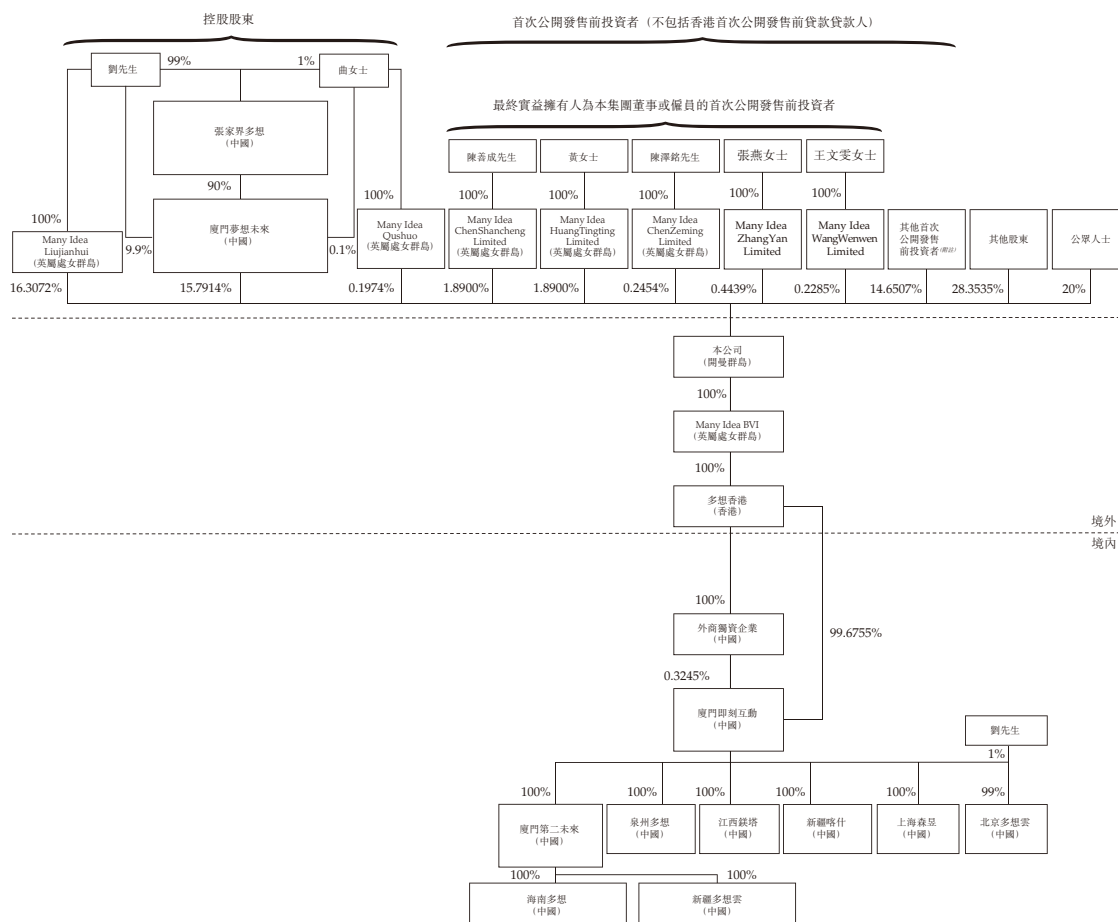 控股股東
首次公開發售前投資者（不包括香港首次公開發售前貸款貸款人）
劉先生
99%
1%
曲女士
最終實益擁有人為本集團董事或僱員的首次公開發售前投資者
張家界多想
（中國）
陳善成先生
黃女士
陳澤銘先生
張燕女士
王文雯女士
90%
100%
100%
100%
100%
100%
100%
100%
Many Idea
Liujianhui
（英屬處女群島）
9.9%
廈門夢想未來
（中國）
0.1%
Many Idea
Qushuo
（英屬處女群島）
Many Idea
ChenShancheng
Limited
（英屬處女群島）
Many Idea
HuangTingting
Limited
（英屬處女群島）
Many Idea
ChenZeming
Limited
（英屬處女群島）
Many Idea
ZhangYan
Limited
Many Idea
WangWenwen
Limited
其他首次
公開發售
前投資者(附註)
其他股東
公眾人士
16.3072%
15.7914%
0.1974%
1.8900%
1.8900%
0.2454%
0.4439%
0.2285%
14.6507%
28.3535%
20%
本公司
（開曼群島）
100%
Many Idea BVI
（英屬處女群島）
100%
多想香港
（香港）
境外
境內
100%
外商獨資企業
（中國）
99.6755%
0.3245%
廈門即刻互動
（中國）
劉先生
1%
100%
100%
100%
100%
100%
99%
廈門第二未來
（中國）
泉州多想
（中國）
江西鎂塔
（中國）
新疆喀什
（中國）
上海森昱
（中國）
北京多想雲
（中國）
100%
100%
海南多想
（中國）
新疆多想雲
（中國）